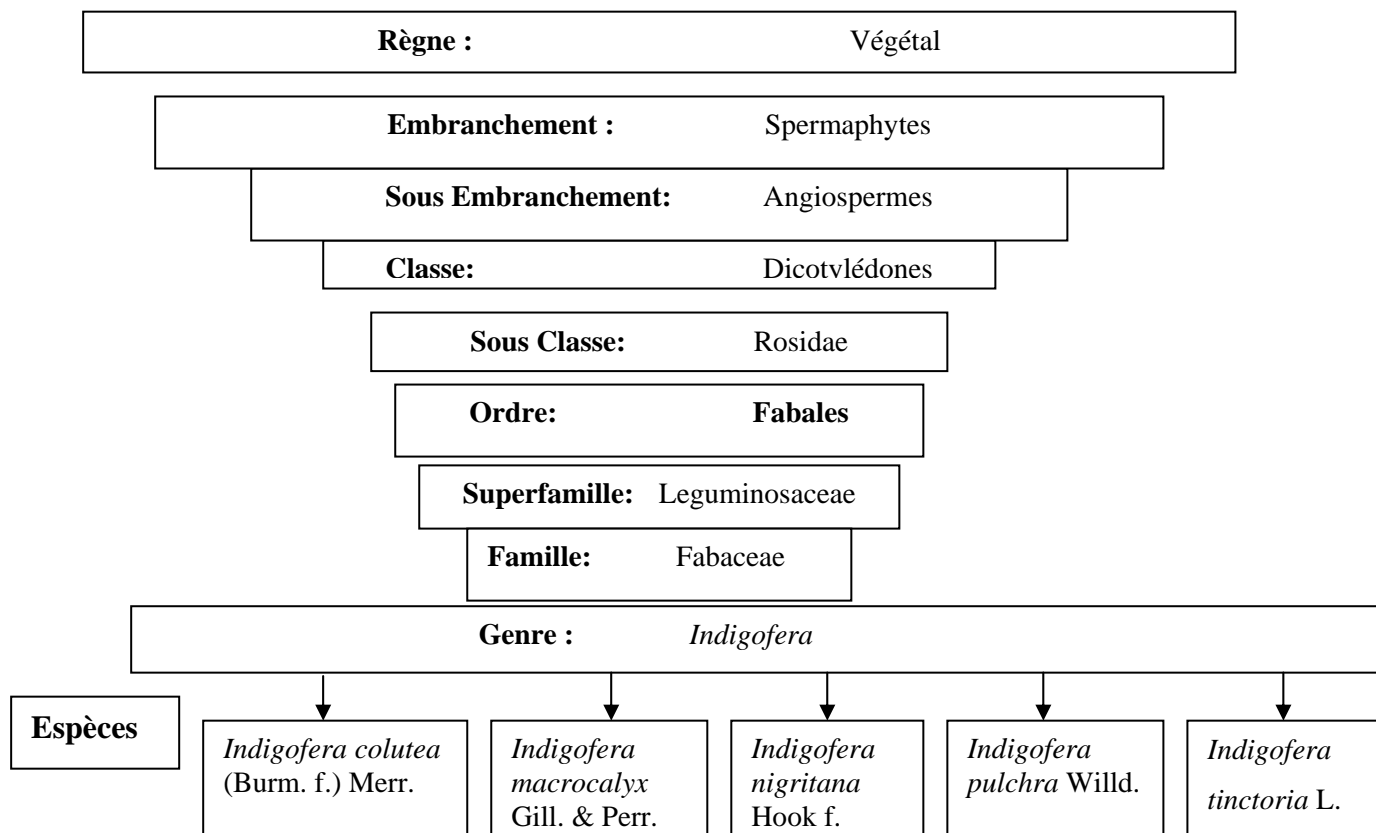 Règne : Végétal
Embranchement : Spermaphytes
Sous Embranchement: Angiospermes
Classe: Dicotylédones
Sous Classe: Rosidae
Ordre: Fabales
Superfamille: Leguminosaceae
Famille: Fabaceae
Genre : Indigofera
Espèces
Indigofera colutea
(Burm. f.) Merr.
Indigofera
macrocalyx
Gill. & Perr.
Indigofera
nigritana
Hook f.
Indigofera
pulchra Willd.
Indigofera
tinctoria L.